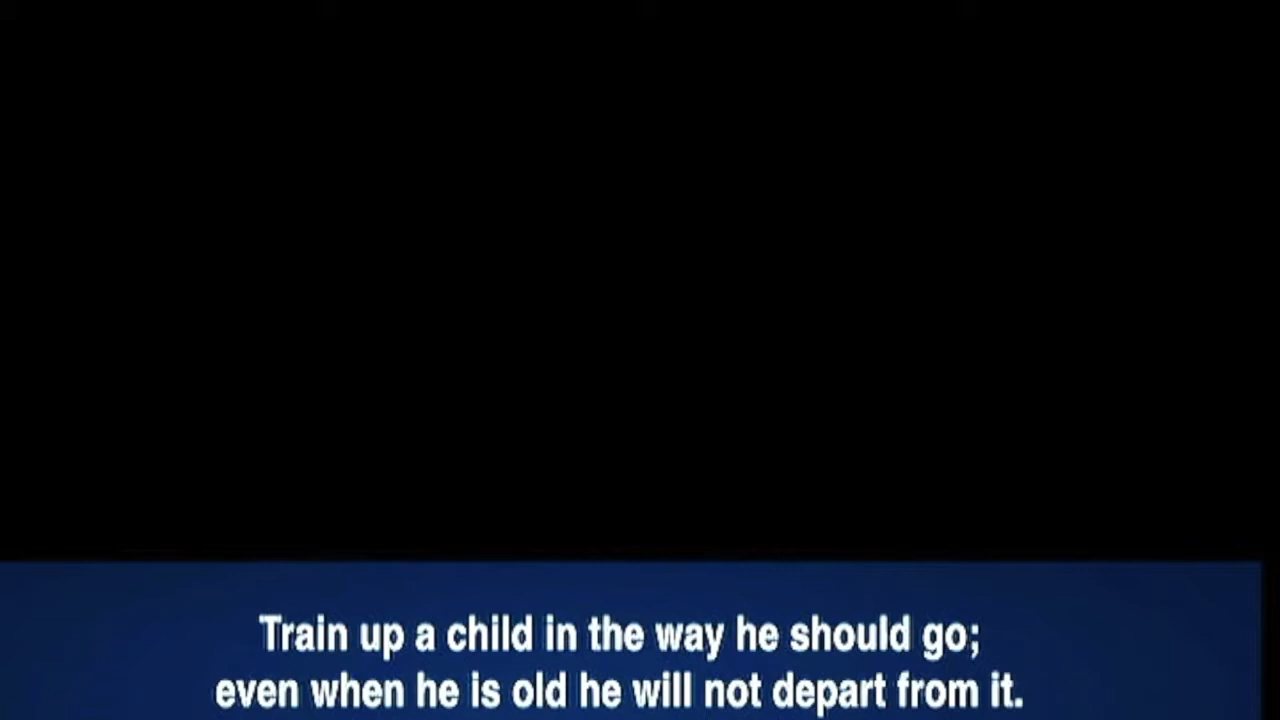 Train up a child in the way he should go;
even when he is old he will not depart from it.